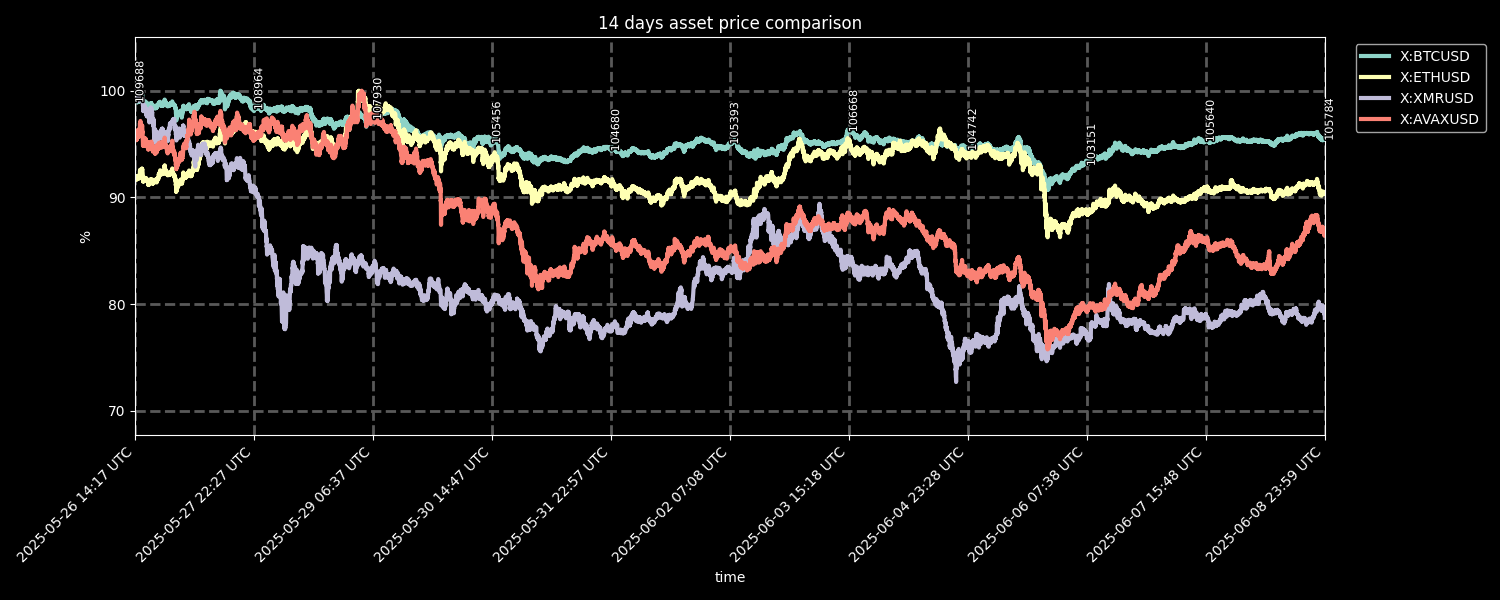 14 days asset price comparison
X:BTCUSD
X:ETHUSD
X:XMRUSD
X:AVAXUSD
100
90
80
70
%
109688
108964
107930
105456
104680
105393
106668
104742
103151
105640
105784
2025-05-26 14:17 UTC
2025-05-27 22:27 UTC
2025-05-29 06:37 UTC
2025-05-30 14:47 UTC
2025-05-31 22:57 UTC
2025-06-02 07:08 UTC
2025-06-03 15:18 UTC
2025-06-04 23:28 UTC
2025-06-06 07:38 UTC
2025-06-07 15:48 UTC
2025-06-08 23:59 UTC
time